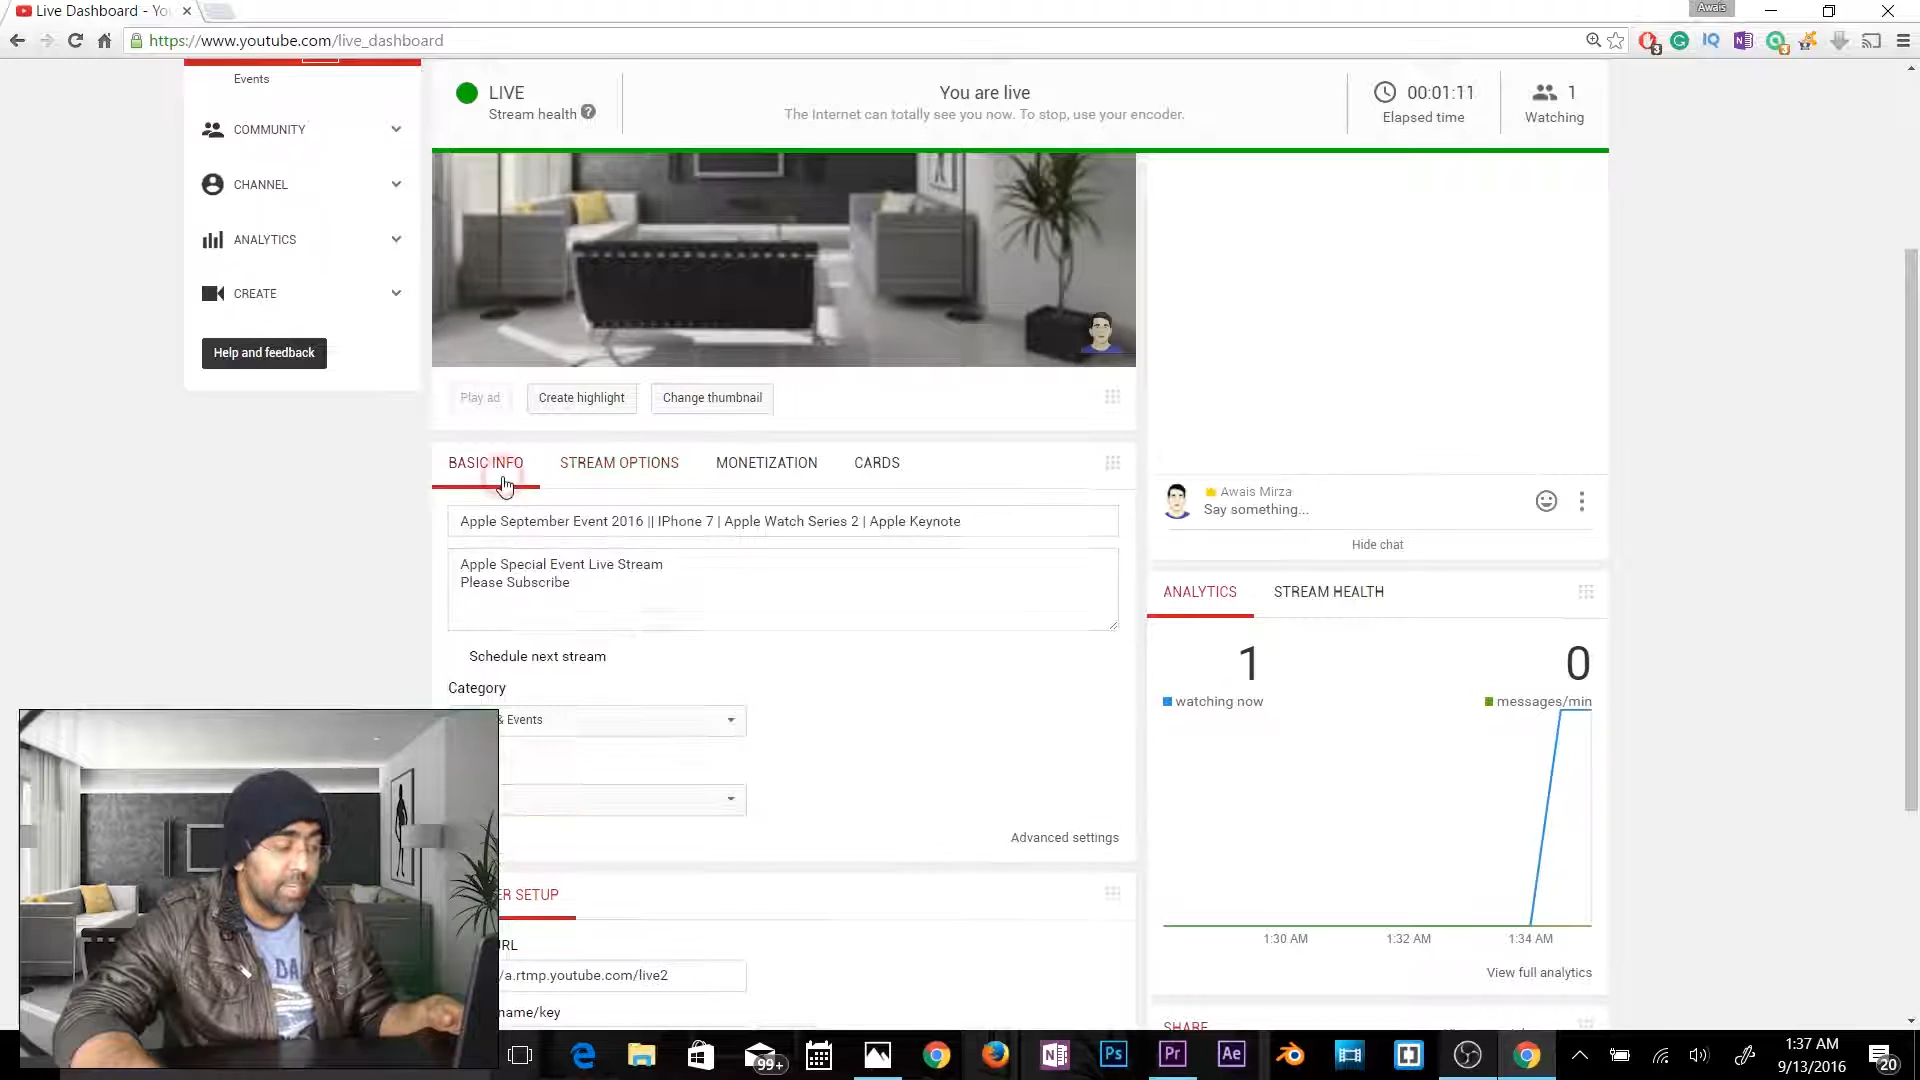 Live Dashboard - Yo
Awais
https://www.youtube.com/live_dashboard
Events
COMMUNITY
CHANNEL
ANALYTICS
CREATE
Help and feedback
LIVE
Stream health ?
You are live
The Internet can totally see you now. To stop, use your encoder.
00:01:11
Elapsed time
1
Watching
Play ad
Create highlight
Change thumbnail
BASIC INFO
STREAM OPTIONS
MONETIZATION
CARDS
Apple September Event 2016 || IPhone 7 | Apple Watch Series 2 | Apple Keynote
Apple Special Event Live Stream
Please Subscribe
Schedule next stream
Category
& Events
Advanced settings
ER SETUP
URL
/a.rtmp.youtube.com/live2
name/key
Awais Mirza
Say something...
Hide chat
ANALYTICS
STREAM HEALTH
1
watching now
0
messages/min
1:30 AM
1:32 AM
1:34 AM
View full analytics
SHARE
99+
Ps
Pr
Ae
1:37 AM
9/13/2016
20